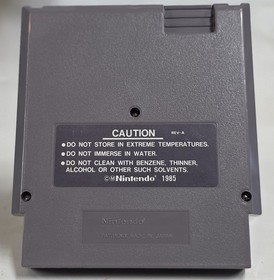 CAUTION REV-A
● DO NOT STORE IN EXTREME TEMPERATURES.
● DO NOT IMMERSE IN WATER.
● DO NOT CLEAN WITH BENZENE, THINNER,
ALCOHOL OR OTHER SUCH SOLVENTS.
©™Nintendo® 1985
Nintendo